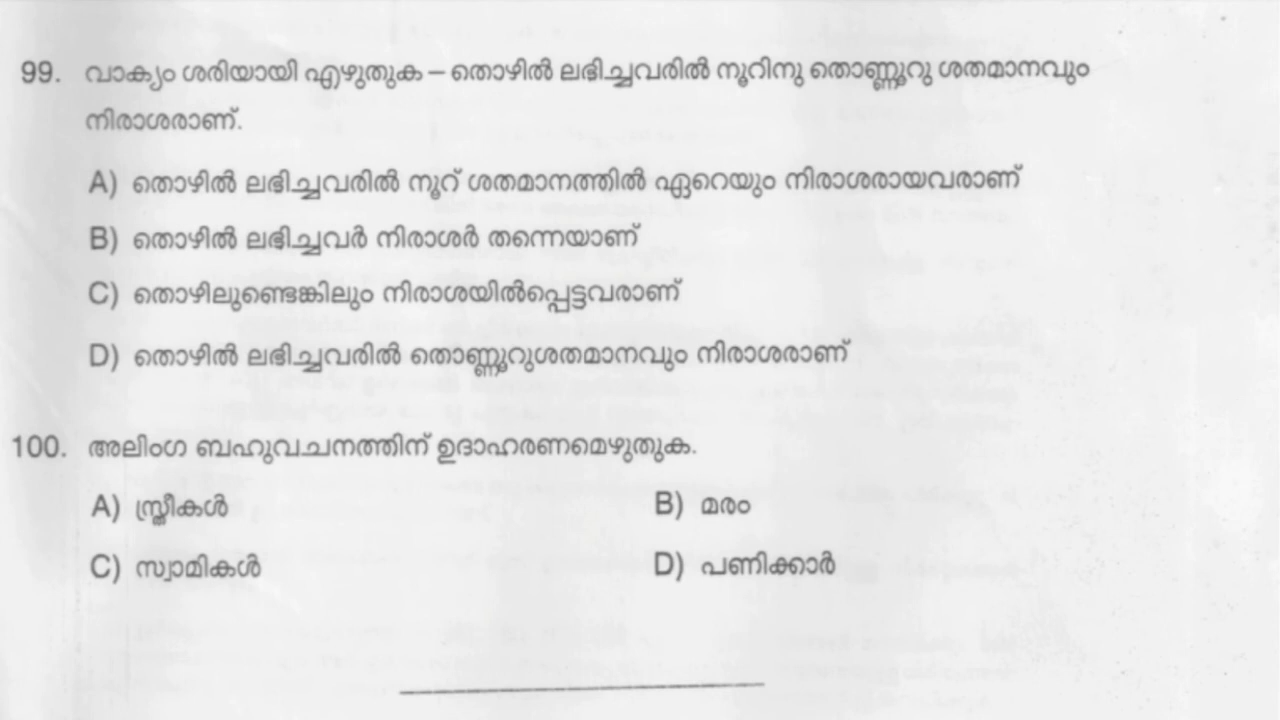 99. വാക്യം ശരിയായി എഴുതുക – തൊഴിൽ ലഭിച്ചവരിൽ നൂറിനു തൊണ്ണൂറു ശതമാനവും
നിരാശരാണ്.
A) തൊഴിൽ ലഭിച്ചവരിൽ നൂറ് ശതമാനത്തിൽ ഏറെയും നിരാശരായവരാണ്
B) തൊഴിൽ ലഭിച്ചവർ നിരാശർ തന്നെയാണ്
C) തൊഴിലുണ്ടെങ്കിലും നിരാശയിൽപ്പെട്ടവരാണ്
D) തൊഴിൽ ലഭിച്ചവരിൽ തൊണ്ണൂറുശതമാനവും നിരാശരാണ്
100. അലിംഗ ബഹുവചനത്തിന് ഉദാഹരണമെഴുതുക.
A) സ്ത്രീകൾ B) മരം
C) സ്വാമികൾ D) പണിക്കാർ